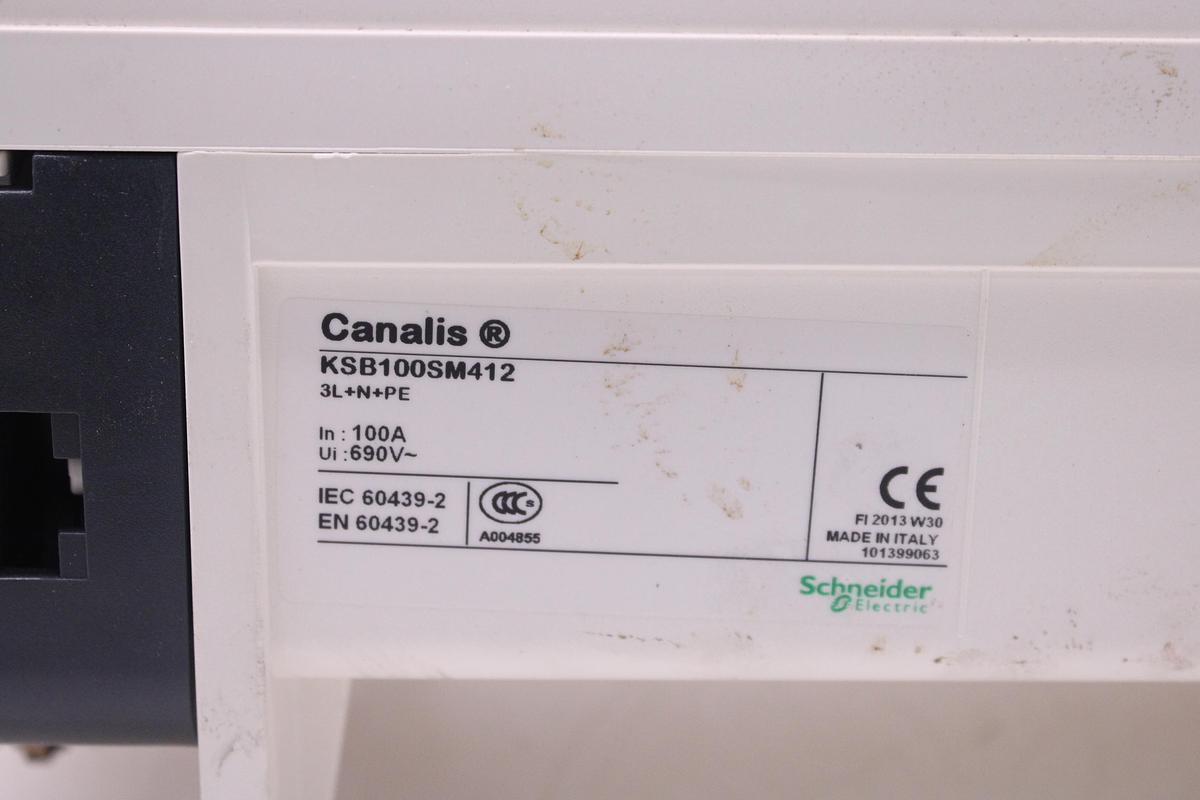 Canalis ®
KSB100SM412
3L+N+PE
In : 100A
Ui :690V~
IEC 60439-2
EN 60439-2
CCC S
A004855
CE
FI 2013 W30
MADE IN ITALY
101399063
Schneider
Electric